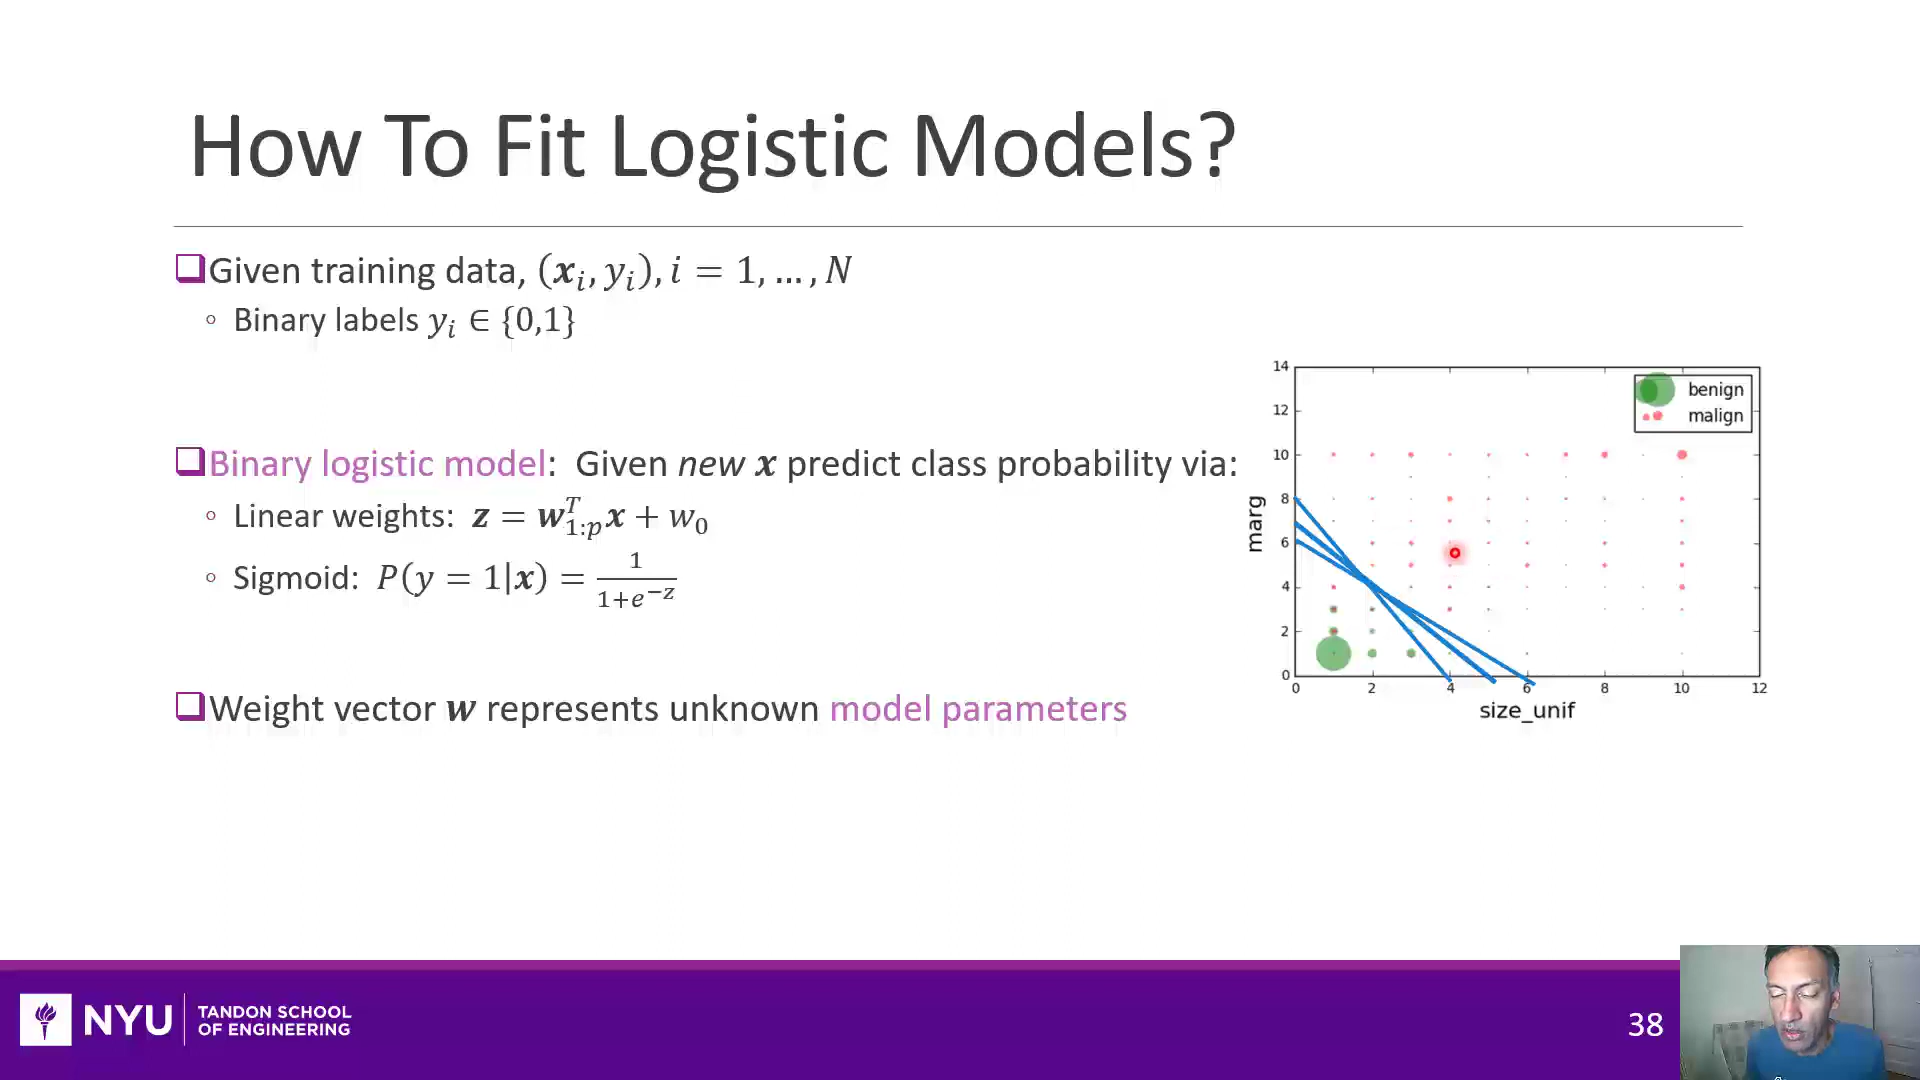 How To Fit Logistic Models?
Given training data, (𝒙ᵢ, yᵢ), i = 1, … , N
Binary labels yᵢ ∈ {0,1}
Binary logistic model: Given new 𝒙 predict class probability via:
Linear weights: 𝒛 = 𝒘ᵀ₁:ₚ𝒙 + w₀
Sigmoid: P(y = 1|𝒙) = 1/(1+e⁻ᶻ)
Weight vector 𝒘 represents unknown model parameters
14
12
10
8
6
4
2
0
marg
benign
malign
0 2 4 6 8 10 12
size_unif
NYU
TANDON SCHOOL
OF ENGINEERING
38